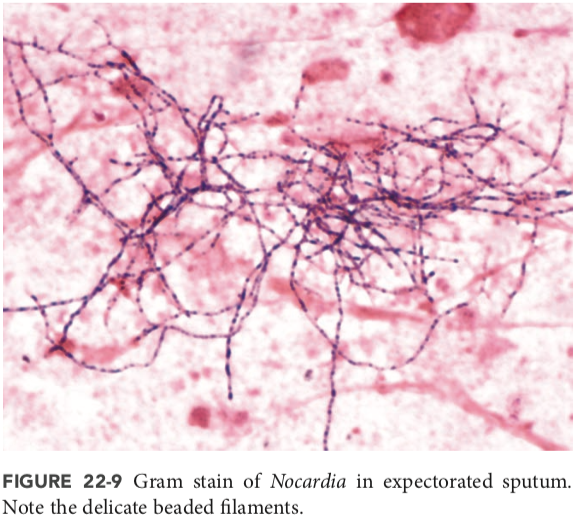 FIGURE 22-9 Gram stain of Nocardia in expectorated sputum.
Note the delicate beaded filaments.